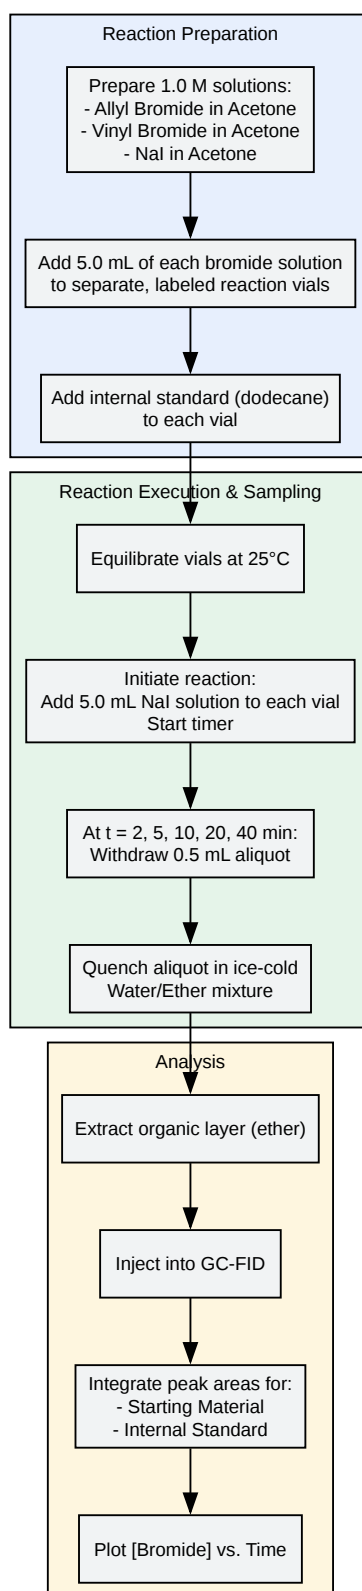 Reaction Preparation
Prepare 1.0 M solutions:
- Allyl Bromide in Acetone
- Vinyl Bromide in Acetone
- NaI in Acetone
Add 5.0 mL of each bromide solution
to separate, labeled reaction vials
Add internal standard (dodecane)
to each vial
Reaction Execution & Sampling
Equilibrate vials at 25°C
Initiate reaction:
Add 5.0 mL NaI solution to each vial
Start timer
At t = 2, 5, 10, 20, 40 min:
Withdraw 0.5 mL aliquot
Quench aliquot in ice-cold
Water/Ether mixture
Analysis
Extract organic layer (ether)
Inject into GC-FID
Integrate peak areas for:
- Starting Material
- Internal Standard
Plot [Bromide] vs. Time